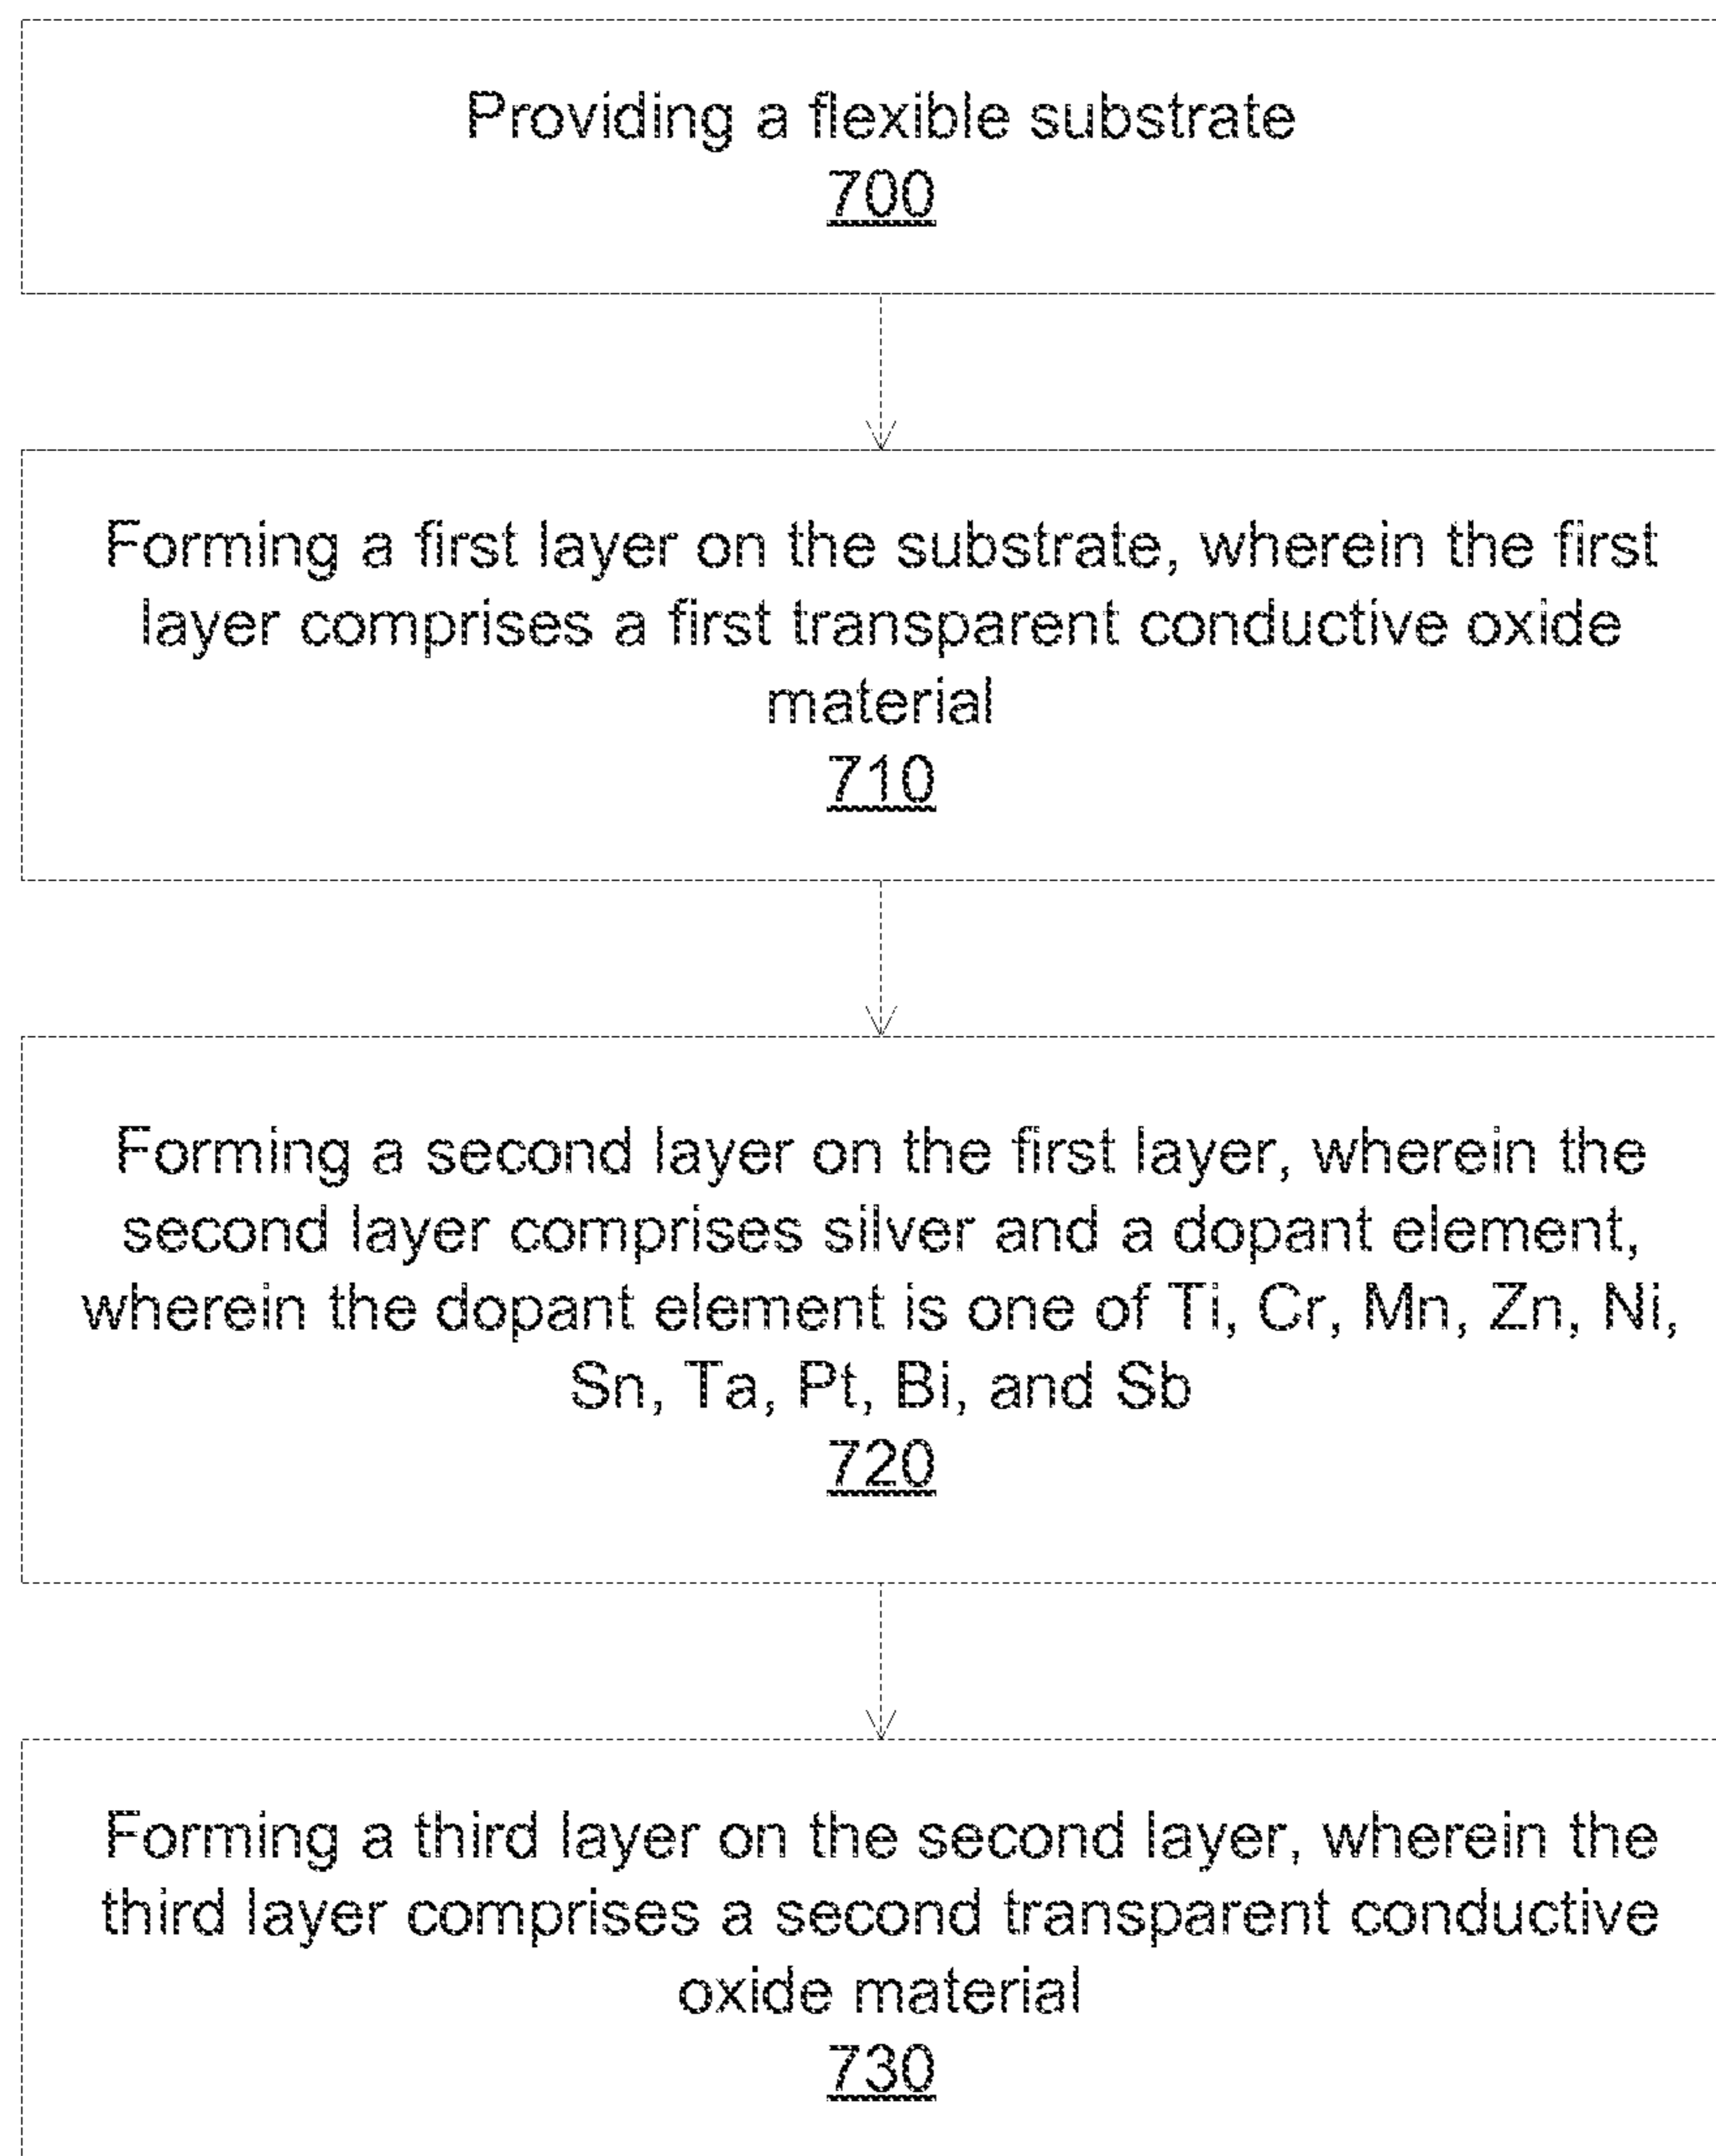 Providing a flexible substrate
700
Forming a first layer on the substrate, wherein the first
layer comprises a first transparent conductive oxide
material
710
Forming a second layer on the first layer, wherein the
second layer comprises silver and a dopant element,
wherein the dopant element is one of Ti, Cr, Mn, Zn, Ni,
Sn, Ta, Pt, Bi, and Sb
720
Forming a third layer on the second layer, wherein the
third layer comprises a second transparent conductive
oxide material
730